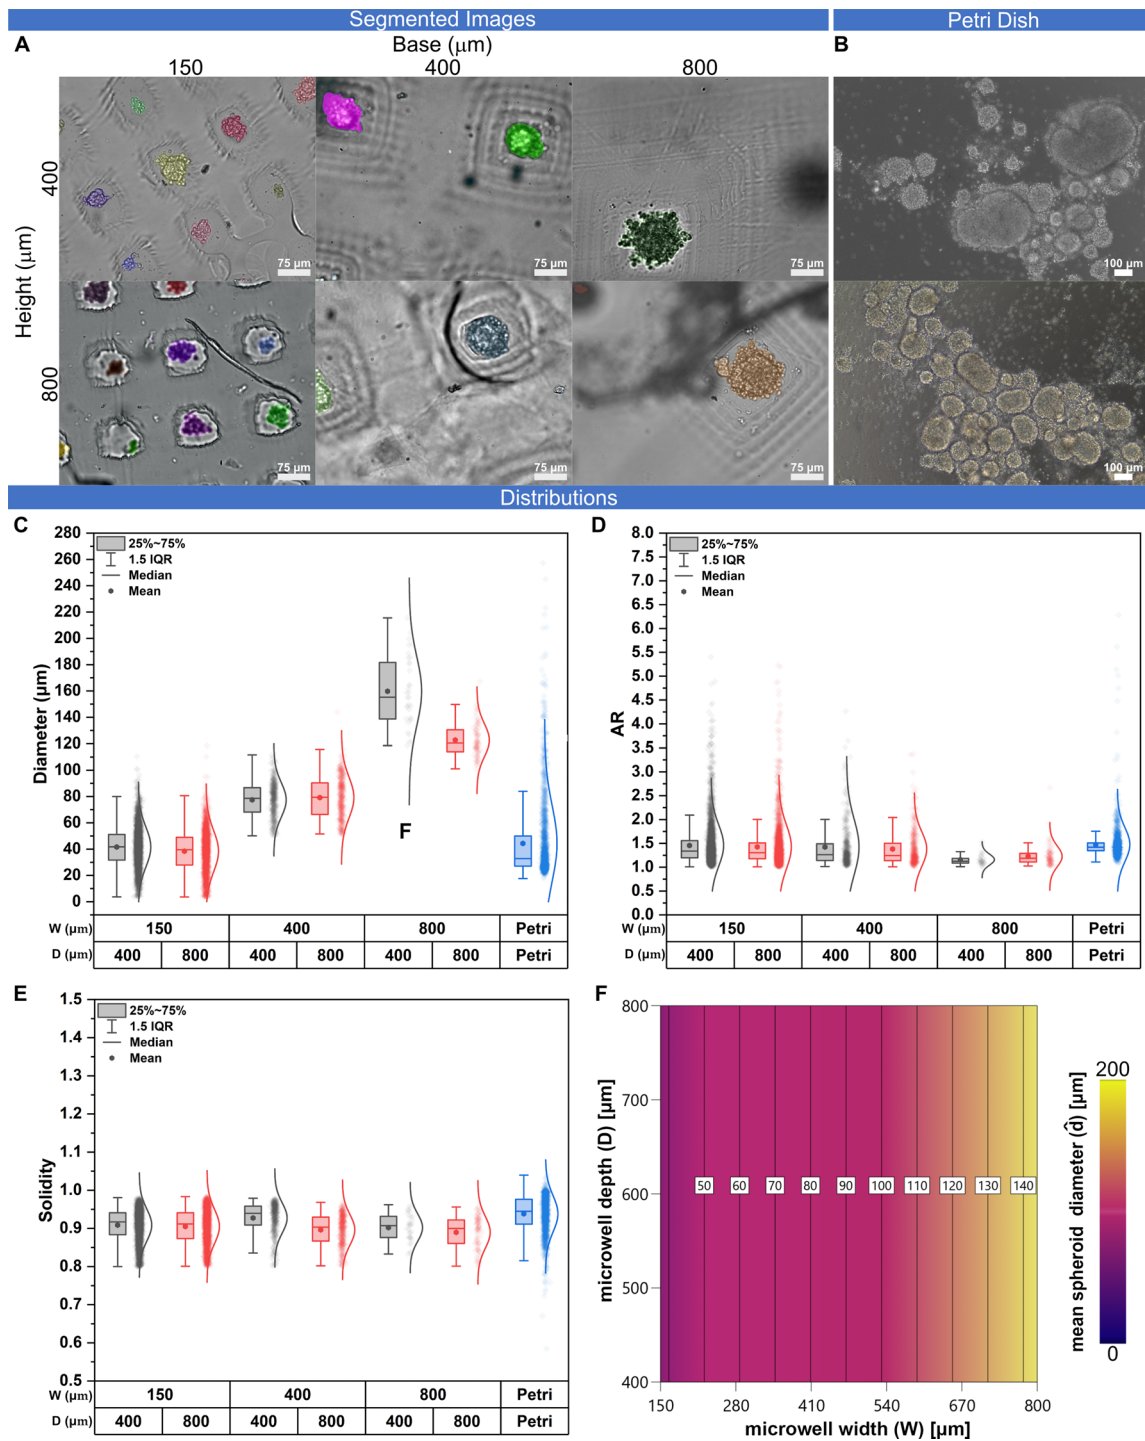 Segmented Images
Petri Dish
A
Base (µm)
B
150
400
800
Height (µm)
400
75 µm
75 µm
75 µm
100 µm
800
75 µm
75 µm
75 µm
100 µm
Distributions
C
280
260
240
220
200
180
160
140
120
100
80
60
40
20
0
Diameter (µm)
25%~75%
1.5 IQR
Median
Mean
F
W (µm) 150 400 800 Petri
D (µm) 400 800 400 800 400 800 Petri
D
8.0
7.5
7.0
6.5
6.0
5.5
5.0
4.5
4.0
3.5
3.0
2.5
2.0
1.5
1.0
0.5
0.0
AR
25%~75%
1.5 IQR
Median
Mean
W (µm) 150 400 800 Petri
D (µm) 400 800 400 800 400 800 Petri
E
1.5
1.4
1.3
1.2
1.1
1.0
0.9
0.8
0.7
0.6
0.5
Solidity
25%~75%
1.5 IQR
Median
Mean
W (µm) 150 400 800 Petri
D (µm) 400 800 400 800 400 800 Petri
F
800
700
600
500
400
microwell depth (D) [µm]
50 60 70 80 90 100 110 120 130 140
150 280 410 540 670 800
microwell width (W) [µm]
200
0
mean spheroid diameter (d̂) [µm]